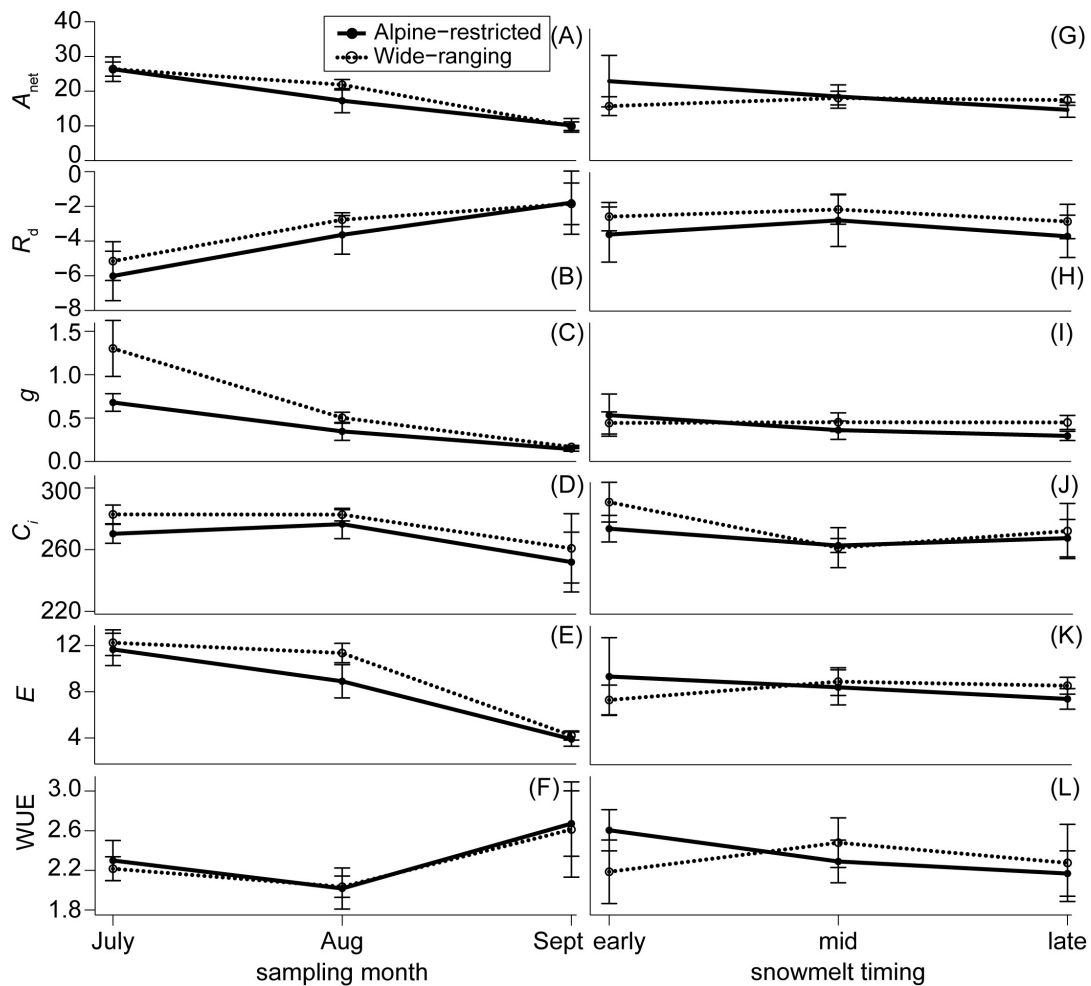 Alpine−restricted
Wide−ranging
(A)
(G)
A net
40
30
20
10
0
(B)
(H)
R d
0
−2
−4
−6
−8
(C)
(I)
g
1.5
1.0
0.5
0.0
(D)
(J)
C i
300
260
220
(E)
(K)
E
12
8
4
(F)
(L)
WUE
3.0
2.6
2.2
1.8
July Aug Sept early mid late
sampling month snowmelt timing